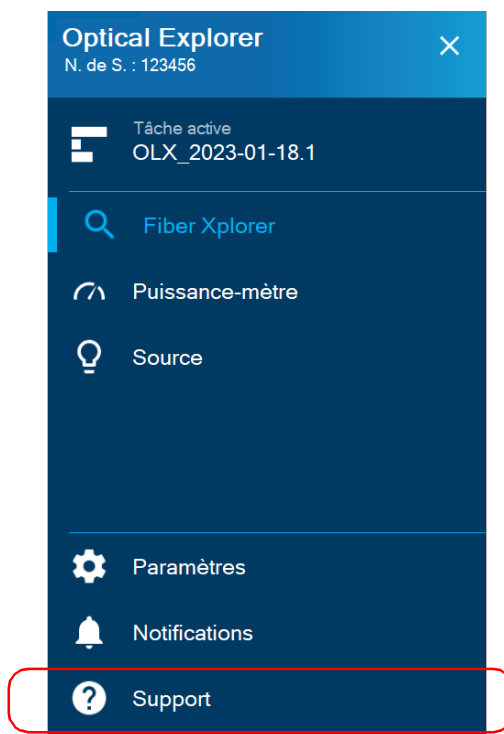 Optical Explorer
N. de S. : 123456
Tâche active
OLX_2023-01-18.1
Fiber Xplorer
Puissance-mètre
Source
Paramètres
Notifications
Support